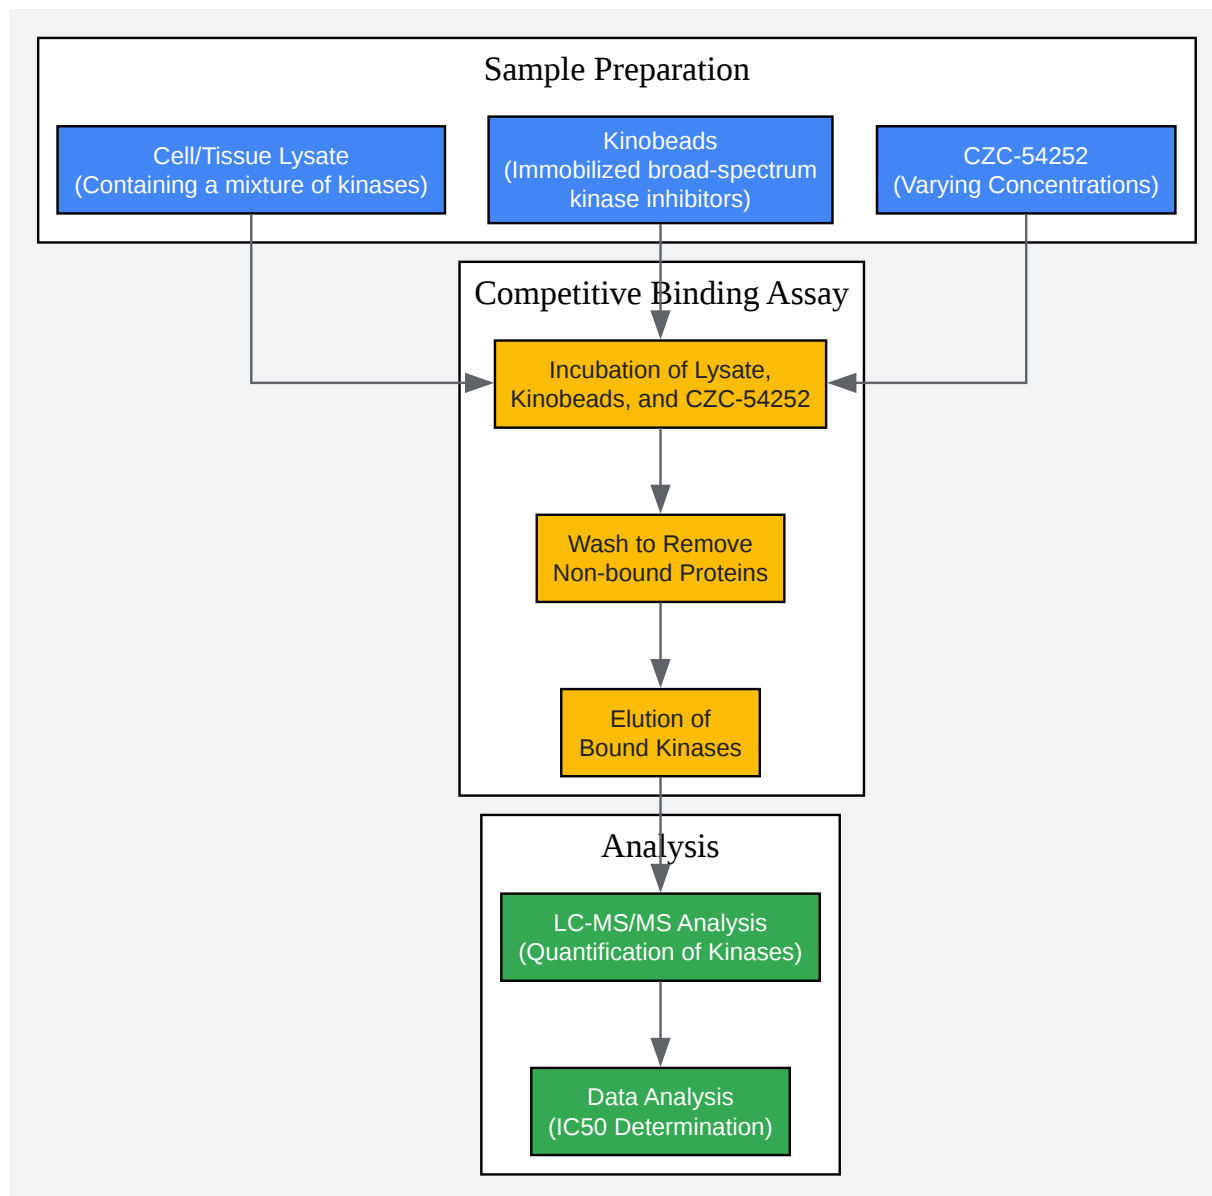 Sample Preparation
Cell/Tissue Lysate
(Containing a mixture of kinases)
Kinobeads
(Immobilized broad-spectrum
kinase inhibitors)
CZC-54252
(Varying Concentrations)
Competitive Binding Assay
Incubation of Lysate,
Kinobeads, and CZC-54252
Wash to Remove
Non-bound Proteins
Elution of
Bound Kinases
Analysis
LC-MS/MS Analysis
(Quantification of Kinases)
Data Analysis
(IC50 Determination)